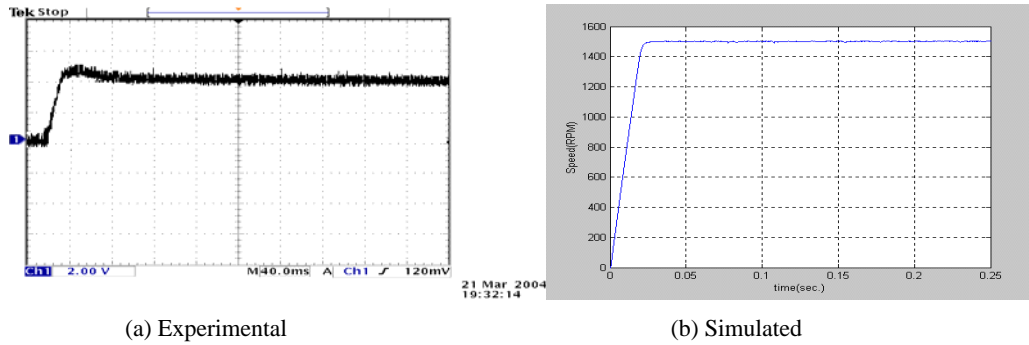 Tek Stop
1
Ch1 2.00 V M 40.0ms A Ch1 120mV
21 Mar 2004
19:32:14
(a) Experimental
1600
1400
1200
1000
800
600
400
200
0
Speed(RPM)
0 0.05 0.1 0.15 0.2 0.25
time(sec.)
(b) Simulated